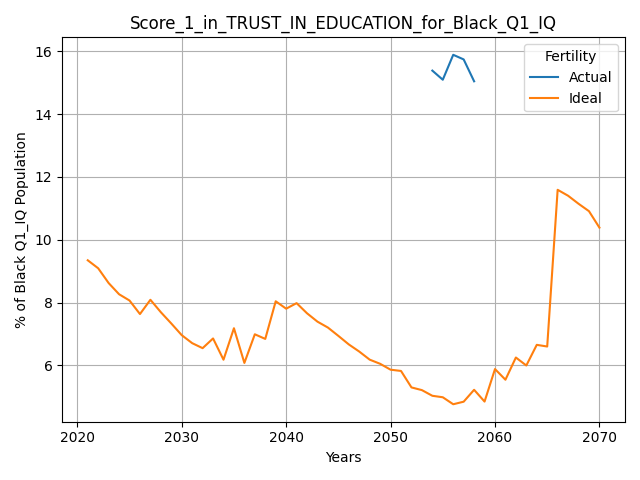 Score_1_in_TRUST_IN_EDUCATION_for_Black_Q1_IQ
Fertility
Actual
Ideal
% of Black Q1_IQ Population
16
14
12
10
8
6
2020 2030 2040 2050 2060 2070
Years